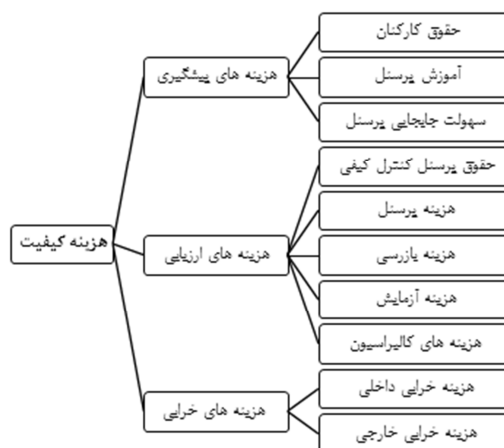 حقوق کارکنان
هزینه های پیشگیری
آموزش پرسنل
سهولت جابجایی پرسنل
حقوق پرسنل کنترل کیفی
هزینه پرسنل
هزینه کیفیت
هزینه های ارزیابی
هزینه بازرسی
هزینه آزمایش
هزینه های کالیراسیون
هزینه خرابی داخلی
هزینه های خرابی
هزینه خرابی خارجی